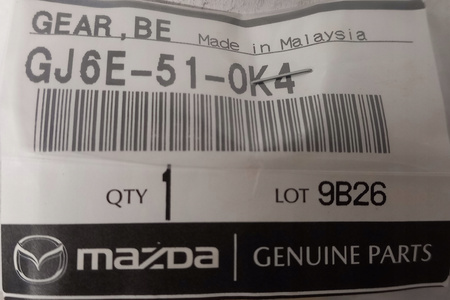 GEAR,BE Made in Malaysia
GJ6E-51-0K4
QTY 1 LOT 9B26
mazda GENUINE PARTS